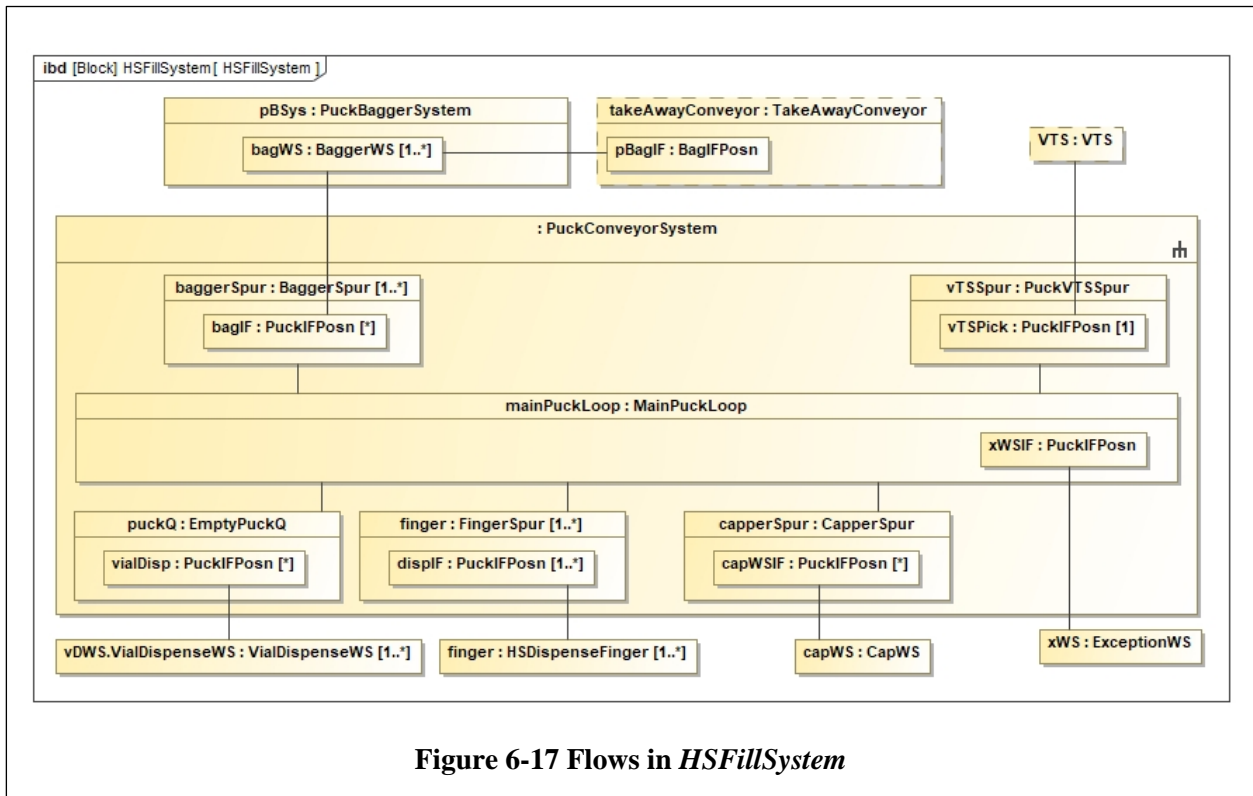 ibd [Block] HSFillSystem[ HSFillSystem ]
pBSys : PuckBaggerSystem
bagWS : BaggerWS [1..*]
takeAwayConveyor : TakeAwayConveyor
pBagIF : BagIFPosn
VTS : VTS
: PuckConveyorSystem
baggerSpur : BaggerSpur [1..*]
bagIF : PuckIFPosn [*]
vTSSpur : PuckVTSSpur
vTSPick : PuckIFPosn [1]
mainPuckLoop : MainPuckLoop
xWSIF : PuckIFPosn
puckQ : EmptyPuckQ
vialDisp : PuckIFPosn [*]
finger : FingerSpur [1..*]
dispIF : PuckIFPosn [1..*]
capperSpur : CapperSpur
capWSIF : PuckIFPosn [*]
vDWS.VialDispenseWS : VialDispenseWS [1..*]
finger : HSDispenseFinger [1..*]
capWS : CapWS
xWS : ExceptionWS
Figure 6-17 Flows in HSFillSystem